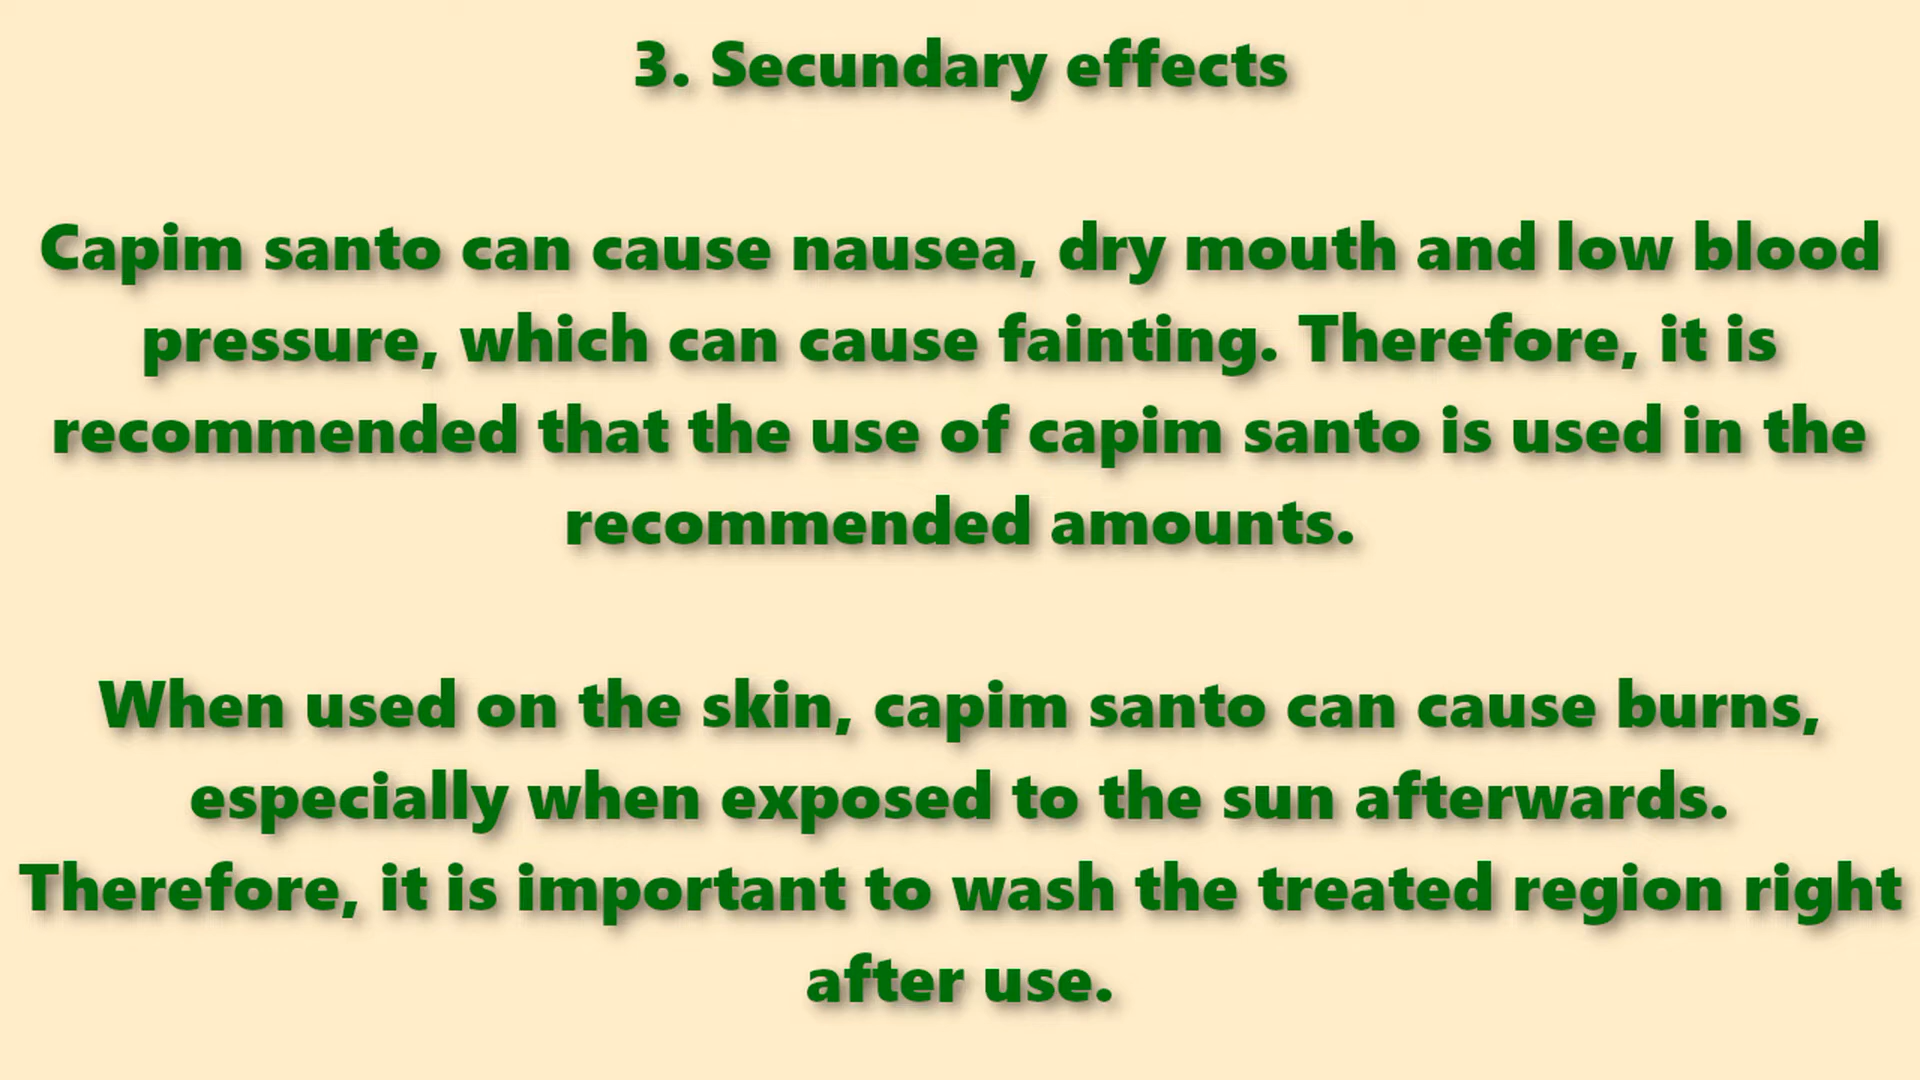 3. Secundary effects
Capim santo can cause nausea, dry mouth and low blood
pressure, which can cause fainting. Therefore, it is
recommended that the use of capim santo is used in the
recommended amounts.
When used on the skin, capim santo can cause burns,
especially when exposed to the sun afterwards.
Therefore, it is important to wash the treated region right
after use.